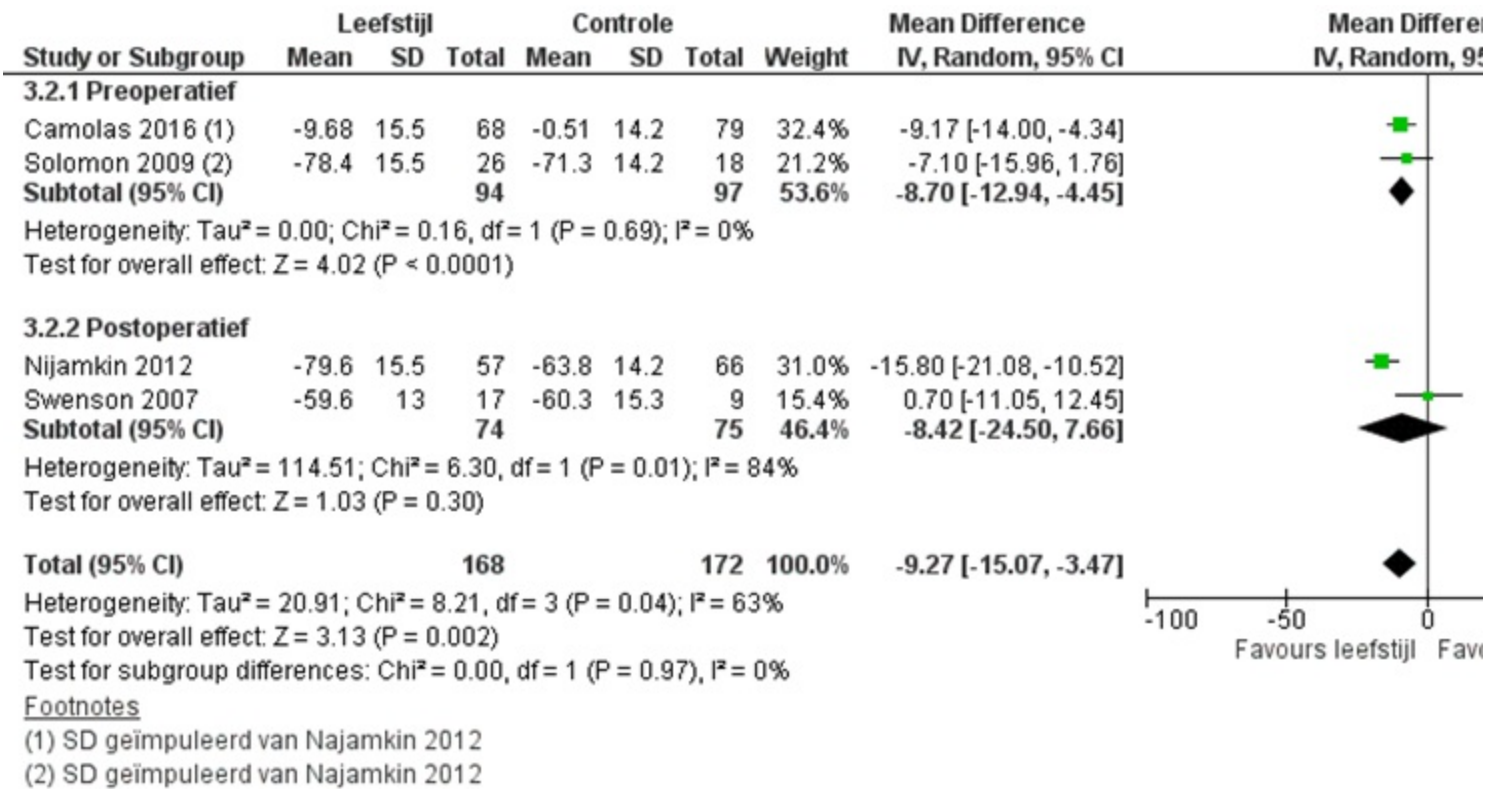 Leefstijl Controle Mean Difference Mean Differe
Study or Subgroup Mean SD Total Mean SD Total Weight IV, Random, 95% CI IV, Random, 9
3.2.1 Preoperatief
Camolas 2016 (1) -9.68 15.5 68 -0.51 14.2 79 32.4% -9.17 [-14.00, -4.34]
Solomon 2009 (2) -78.4 15.5 26 -71.3 14.2 18 21.2% -7.10 [-15.96, 1.76]
Subtotal (95% CI) 94 97 53.6% -8.70 [-12.94, -4.45]
Heterogeneity: Tau² = 0.00; Chi² = 0.16, df = 1 (P = 0.69); I² = 0%
Test for overall effect: Z = 4.02 (P < 0.0001)
3.2.2 Postoperatief
Nijamkin 2012 -79.6 15.5 57 -63.8 14.2 66 31.0% -15.80 [-21.08, -10.52]
Swenson 2007 -59.6 13 17 -60.3 15.3 9 15.4% 0.70 [-11.05, 12.45]
Subtotal (95% CI) 74 75 46.4% -8.42 [-24.50, 7.66]
Heterogeneity: Tau² = 114.51; Chi² = 6.30, df = 1 (P = 0.01); I² = 84%
Test for overall effect: Z = 1.03 (P = 0.30)
Total (95% CI) 168 172 100.0% -9.27 [-15.07, -3.47]
Heterogeneity: Tau² = 20.91; Chi² = 8.21, df = 3 (P = 0.04); I² = 63%
-100 -50 0
Test for overall effect: Z = 3.13 (P = 0.002)
Favours leefstijl Fav
Test for subgroup differences: Chi² = 0.00, df = 1 (P = 0.97), I² = 0%
Footnotes
(1) SD geïmpuleerd van Najamkin 2012
(2) SD geïmpuleerd van Najamkin 2012